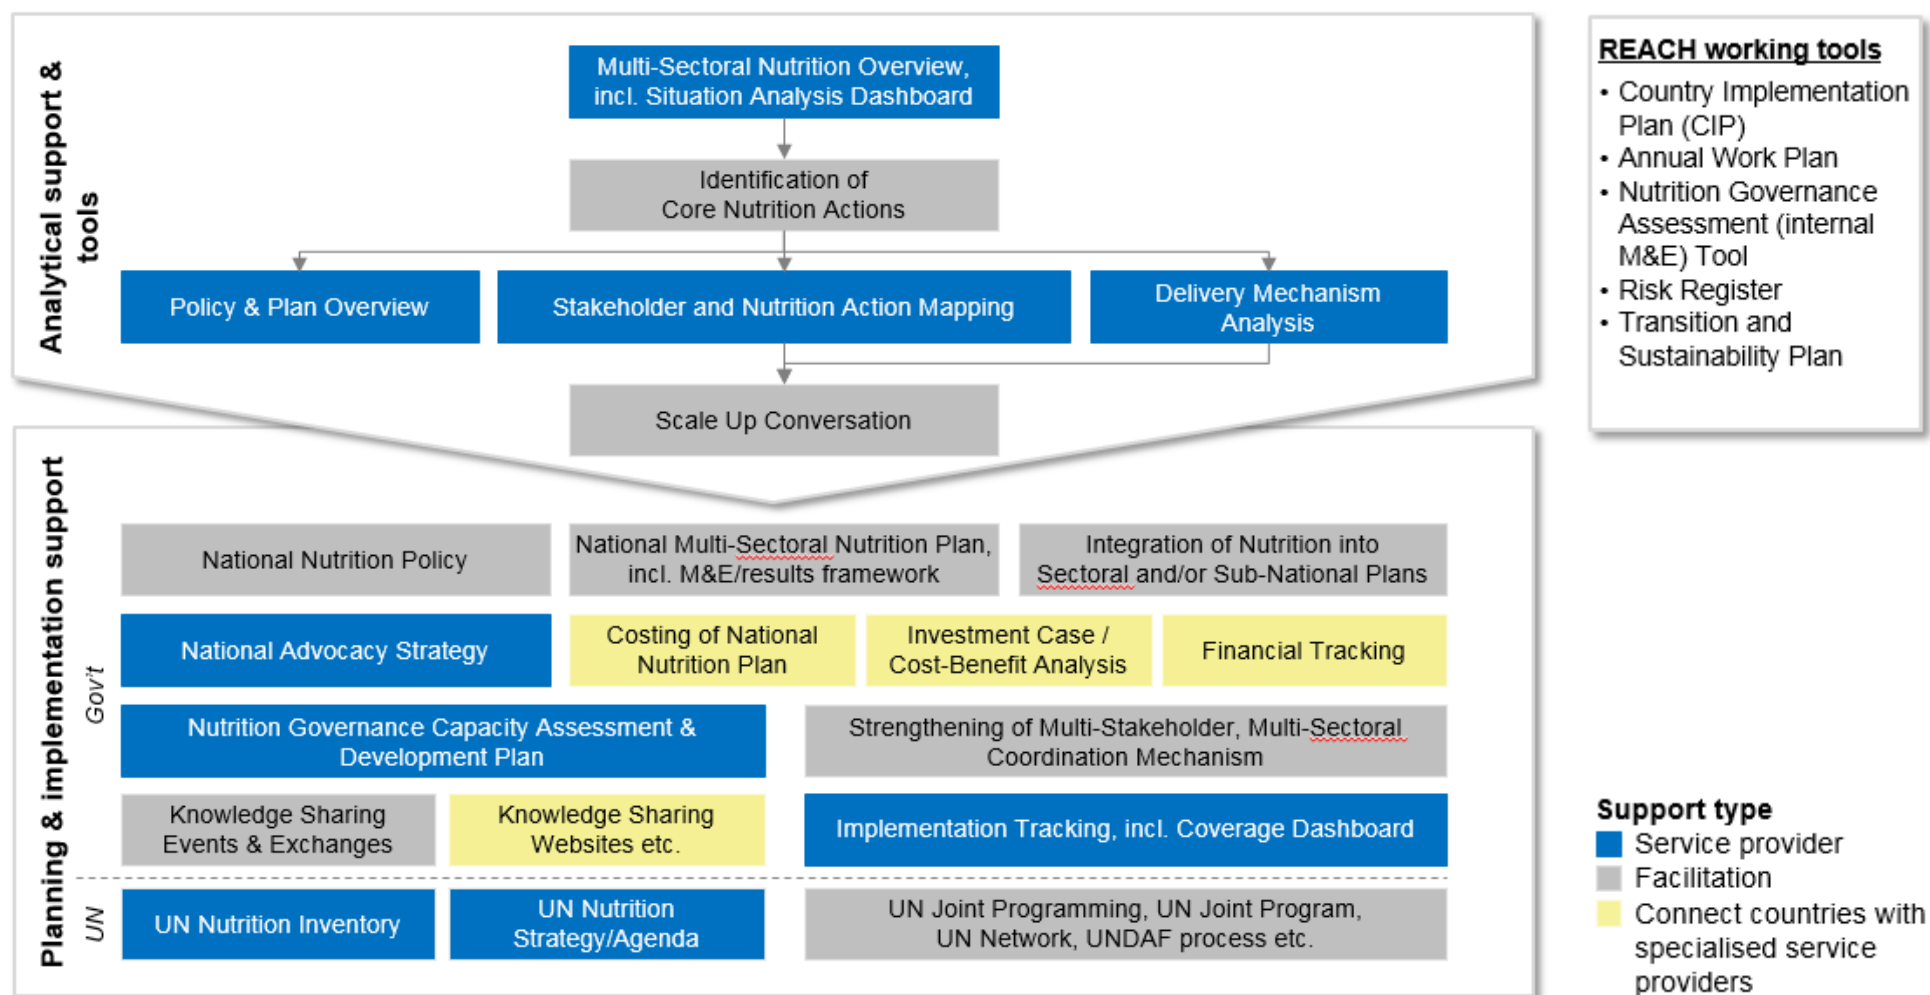 Analytical support &
tools
Multi-Sectoral Nutrition Overview,
incl. Situation Analysis Dashboard
Identification of
Core Nutrition Actions
Policy & Plan Overview
Stakeholder and Nutrition Action Mapping
Delivery Mechanism
Analysis
Scale Up Conversation
Planning & implementation support
Gov't
National Nutrition Policy
National Multi-Sectoral Nutrition Plan,
incl. M&E/results framework
Integration of Nutrition into
Sectoral and/or Sub-National Plans
National Advocacy Strategy
Costing of National
Nutrition Plan
Investment Case /
Cost-Benefit Analysis
Financial Tracking
Nutrition Governance Capacity Assessment &
Development Plan
Strengthening of Multi-Stakeholder, Multi-Sectoral
Coordination Mechanism
Knowledge Sharing
Events & Exchanges
Knowledge Sharing
Websites etc.
Implementation Tracking, incl. Coverage Dashboard
UN
UN Nutrition Inventory
UN Nutrition
Strategy/Agenda
UN Joint Programming, UN Joint Program,
UN Network, UNDAF process etc.
REACH working tools
• Country Implementation
Plan (CIP)
• Annual Work Plan
• Nutrition Governance
Assessment (internal
M&E) Tool
• Risk Register
• Transition and
Sustainability Plan
Support type
Service provider
Facilitation
Connect countries with
specialised service
providers